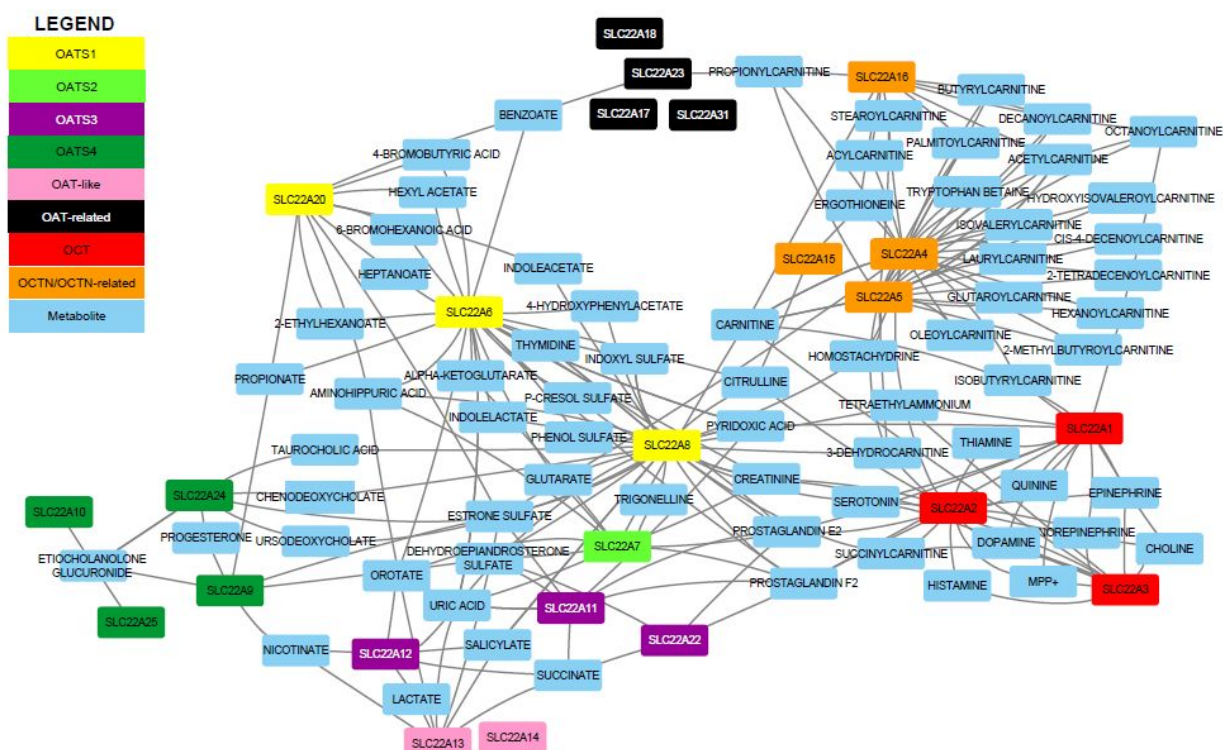 LEGEND
OATS1
OATS2
OATS3
OATS4
OAT-like
OAT-related
OCT
OCTN/OCTN-related
Metabolite
SLC22A18
SLC22A23
PROPIONYLCARNITINE
SLC22A16
SLC22A17
SLC22A31
BUTYRYLCARNITINE
BENZOATE
STEAROYLCARNITINE
DECANOYLCARNITINE
OCTANOYLCARNITINE
4-BROMOBUTYRIC ACID
ACYLCARNITINE
PALMITOYLCARNITINE
ACETYLCARNITINE
SLC22A20
HEXYL ACETATE
ERGOTHIONEINE
TRYPTOPHAN BETAINE
HYDROXYISOVALEROYLCARNITINE
6-BROMOHEXANOIC ACID
ISOVALERYLCARNITINE
CIS-4-DECENOYLCARNITINE
HEPTANOATE
INDOLEACETATE
SLC22A15
SLC22A4
LAURYLCARNITINE
2-TETRADECENOYLCARNITINE
SLC22A6
4-HYDROXYPHENYLACETATE
SLC22A5
GLUTAROYLCARNITINE
HEXANOYLCARNITINE
2-ETHYLHEXANOATE
THYMIDINE
CARNITINE
OLEOYLCARNITINE
2-METHYLBUTYROYLCARNITINE
INDOXYL SULFATE
HOMOSTACHYDRINE
PROPIONATE
ALPHA-KETOGLUTARATE
CITRULLINE
ISOBUTYRYLCARNITINE
AMINOHIPPURIC ACID
P-CRESOL SULFATE
TETRAETHYLAMMONIUM
INDOLELACTATE
PYRIDOXIC ACID
SLC22A1
PHENOL SULFATE
SLC22A8
THIAMINE
TAUROCHOLIC ACID
3-DEHYDROCARNITINE
GLUTARATE
CREATININE
QUININE
SLC22A24
CHENODEOXYCHOLATE
TRIGONELLINE
SEROTONIN
EPINEPHRINE
SLC22A10
SLC22A2
ESTRONE SULFATE
PROSTAGLANDIN E2
NOREPINEPHRINE
PROGESTERONE
URSODEOXYCHOLATE
SLC22A7
DOPAMINE
CHOLINE
ETIOCHOLANOLONE
GLUCURONIDE
DEHYDROEPIANDROSTERONE
SULFATE
SUCCINYLCARNITINE
OROTATE
PROSTAGLANDIN F2
MPP+
SLC22A9
HISTAMINE
SLC22A3
URIC ACID
SLC22A11
SLC22A25
SLC22A22
NICOTINATE
SLC22A12
SALICYLATE
SUCCINATE
LACTATE
SLC22A13
SLC22A14